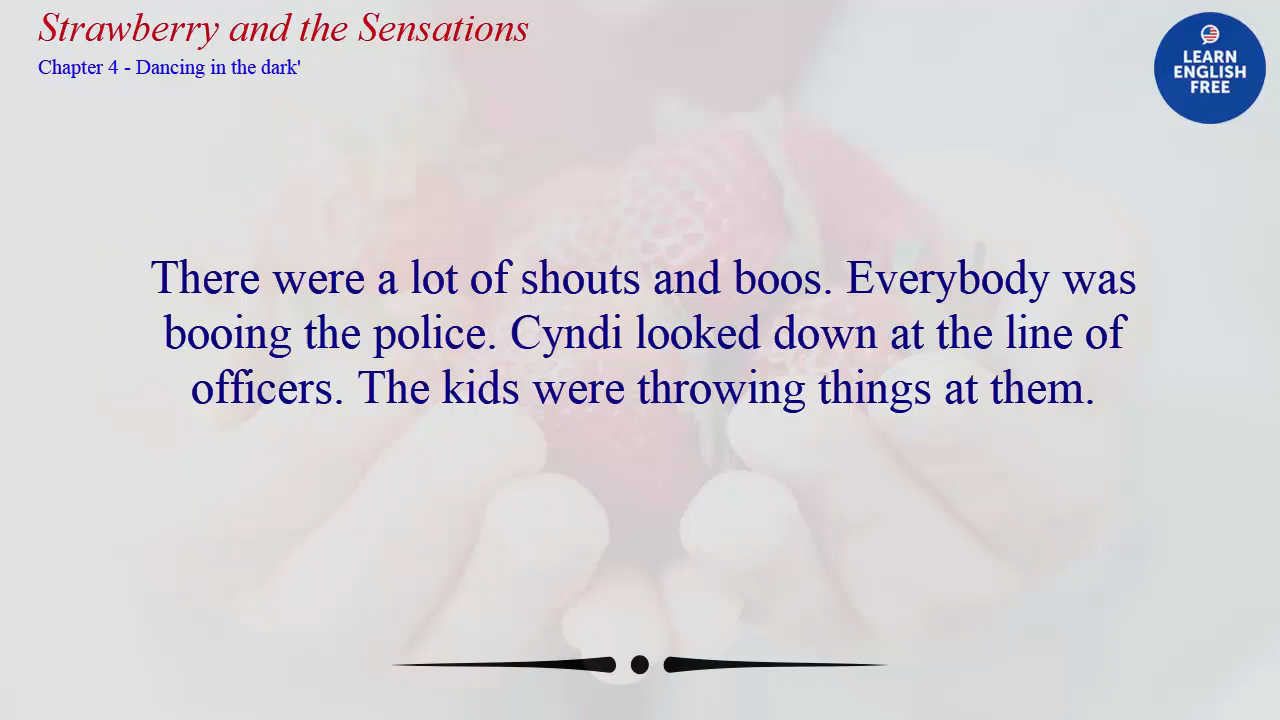 Strawberry and the Sensations
Chapter 4 - Dancing in the dark'
LEARN
ENGLISH
FREE
There were a lot of shouts and boos. Everybody was
booing the police. Cyndi looked down at the line of
officers. The kids were throwing things at them.